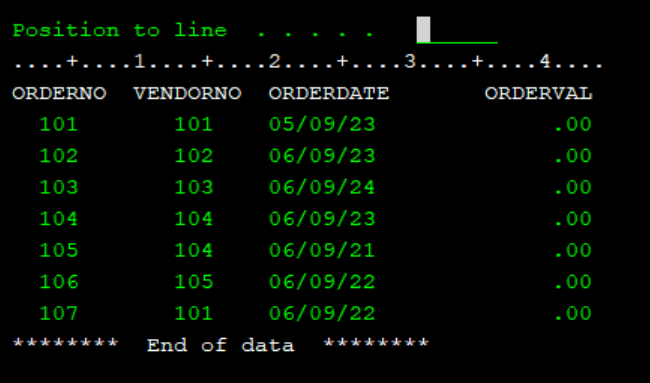 Position to line . . . . .
....+....1....+....2....+....3....+....4....
ORDERNO VENDORNO ORDERDATE ORDERVAL
101 101 05/09/23 .00
102 102 06/09/23 .00
103 103 06/09/24 .00
104 104 06/09/23 .00
105 104 06/09/21 .00
106 105 06/09/22 .00
107 101 06/09/22 .00
******** End of data ********